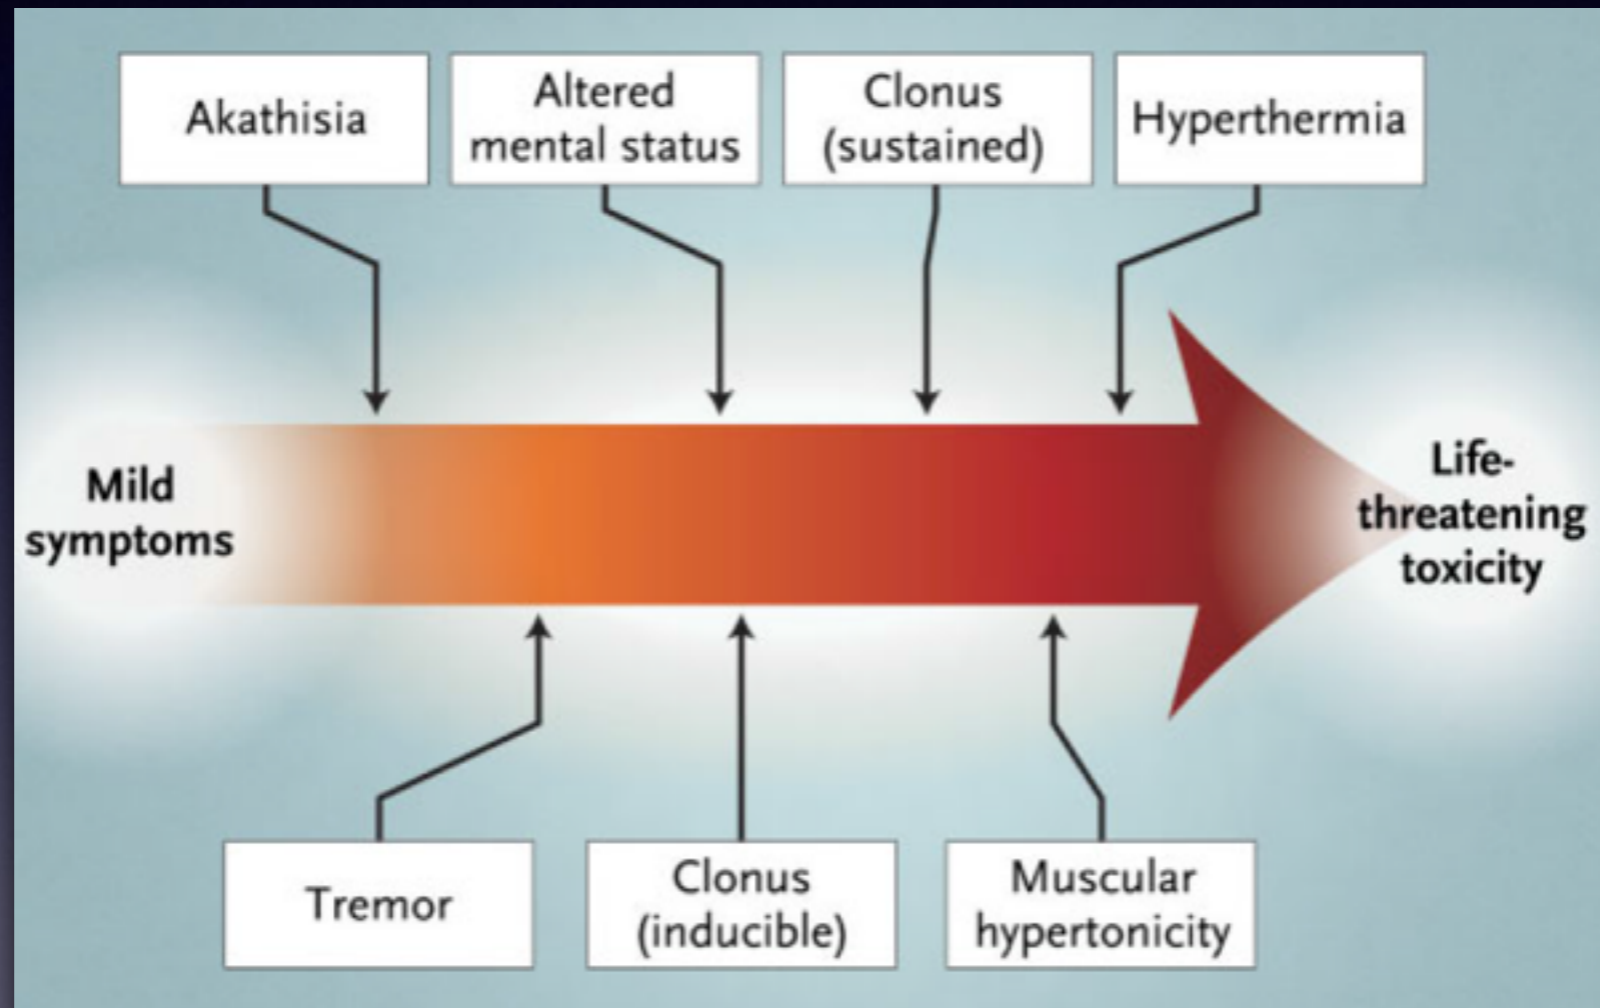 Akathisia
Altered
mental status
Clonus
(sustained)
Hyperthermia
Mild
symptoms
Life-
threatening
toxicity
Tremor
Clonus
(inducible)
Muscular
hypertonicity